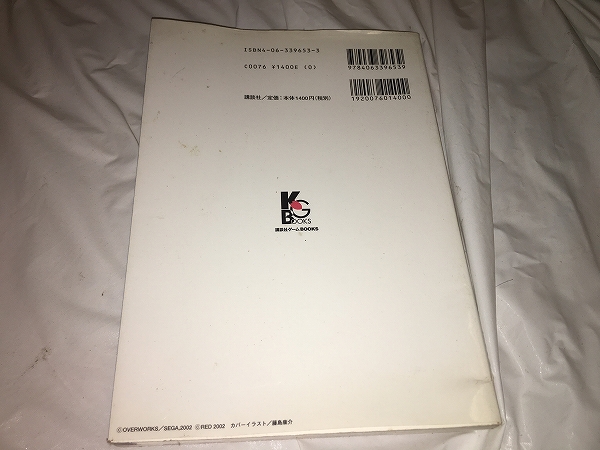 ISBN4-06-339653-3
C0076 ¥1400E (0)
講談社／定価：本体1400円（税別）
9784063396539
1920076014000
KG
BOOKS
講談社ゲームBOOKS
©OVERWORKS／SEGA,2002 ©RED 2002 カバーイラスト／藤島康介